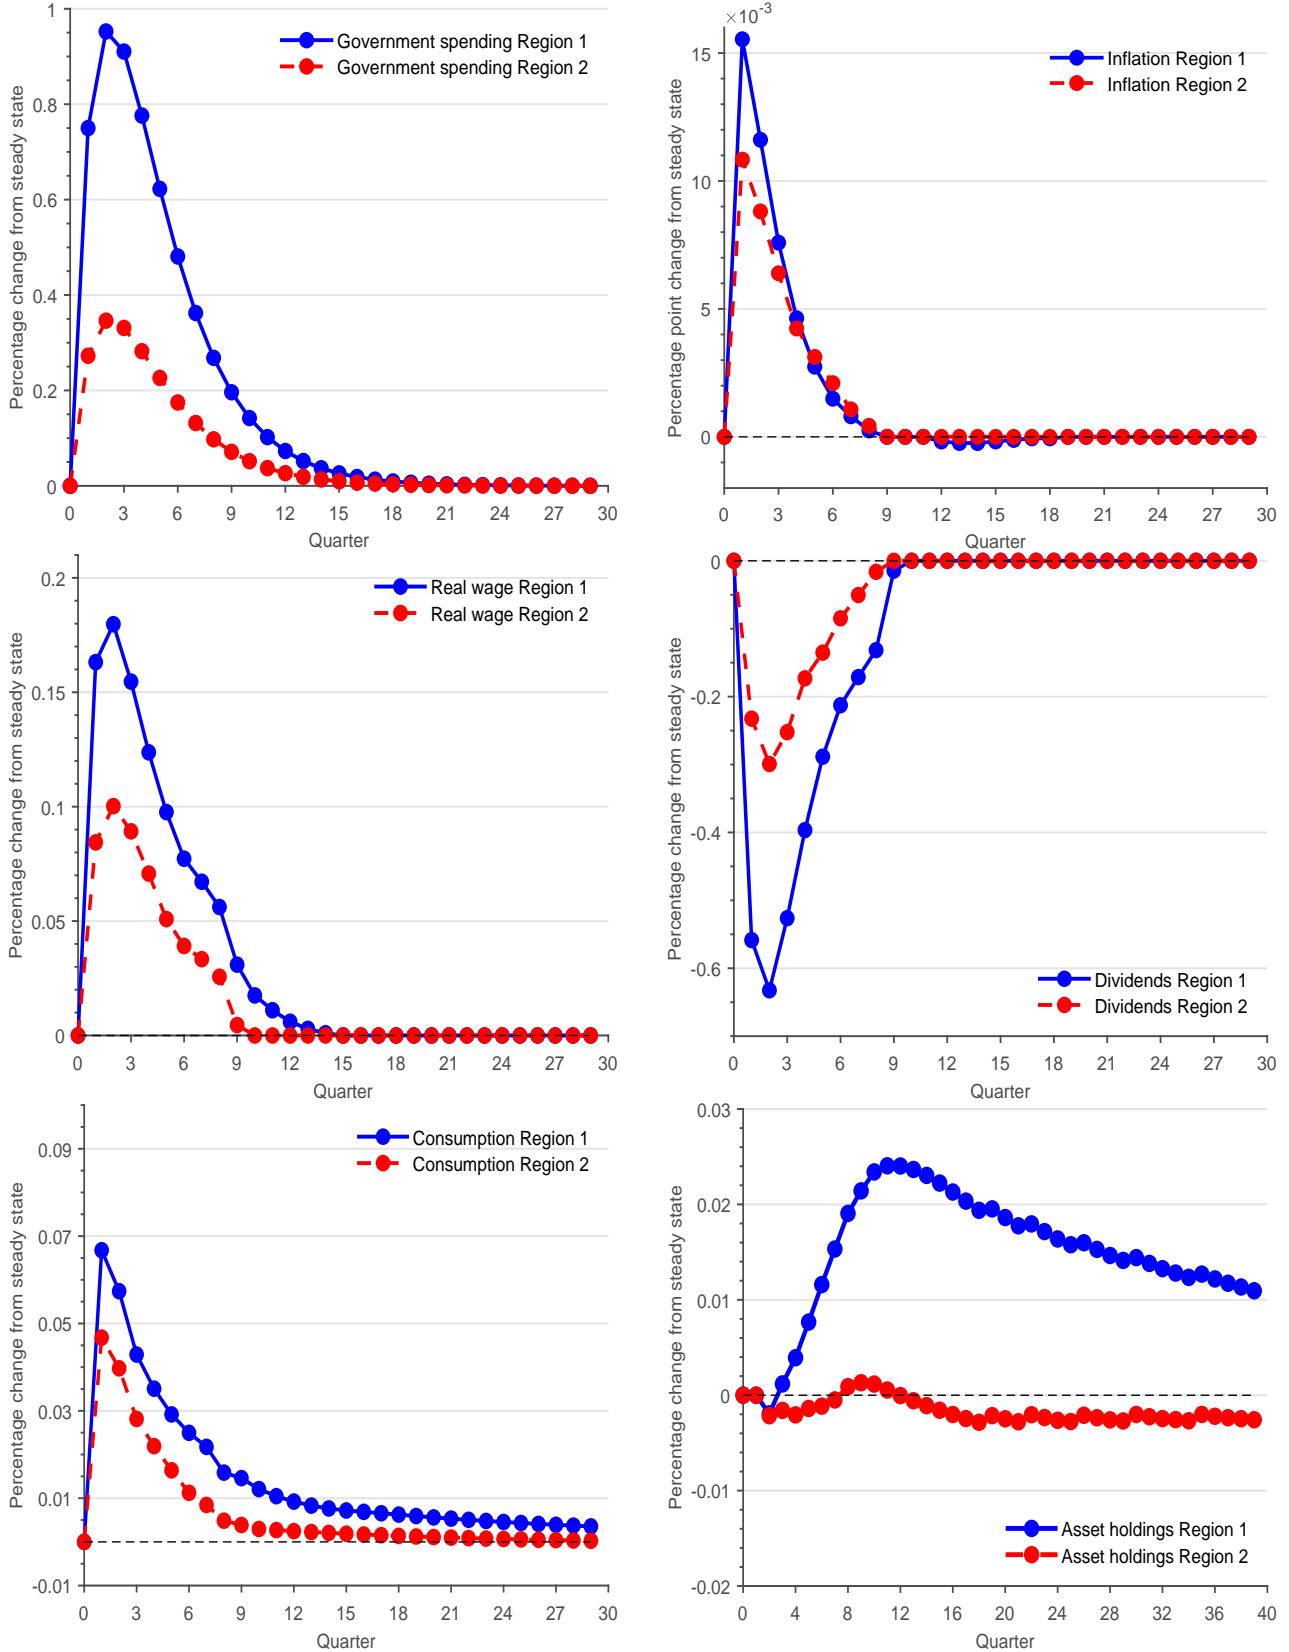 Percentage change from steady state
1
0.8
0.6
0.4
0.2
0
0 3 6 9 12 15 18 21 24 27 30
Quarter
Government spending Region 1
Government spending Region 2
×10-3
Percentage point change from steady state
15
10
5
0
0 3 6 9 12 15 18 21 24 27 30
Quarter
Inflation Region 1
Inflation Region 2
Percentage change from steady state
0.2
0.15
0.1
0.05
0
0 3 6 9 12 15 18 21 24 27 30
Quarter
Real wage Region 1
Real wage Region 2
Percentage change from steady state
0
-0.2
-0.4
-0.6
0 3 6 9 12 15 18 21 24 27 30
Quarter
Dividends Region 1
Dividends Region 2
Percentage change from steady state
0.09
0.07
0.05
0.03
0.01
-0.01
0 3 6 9 12 15 18 21 24 27 30
Quarter
Consumption Region 1
Consumption Region 2
Percentage change from steady state
0.03
0.02
0.01
0
-0.01
-0.02
0 4 8 12 16 20 24 28 32 36 40
Quarter
Asset holdings Region 1
Asset holdings Region 2